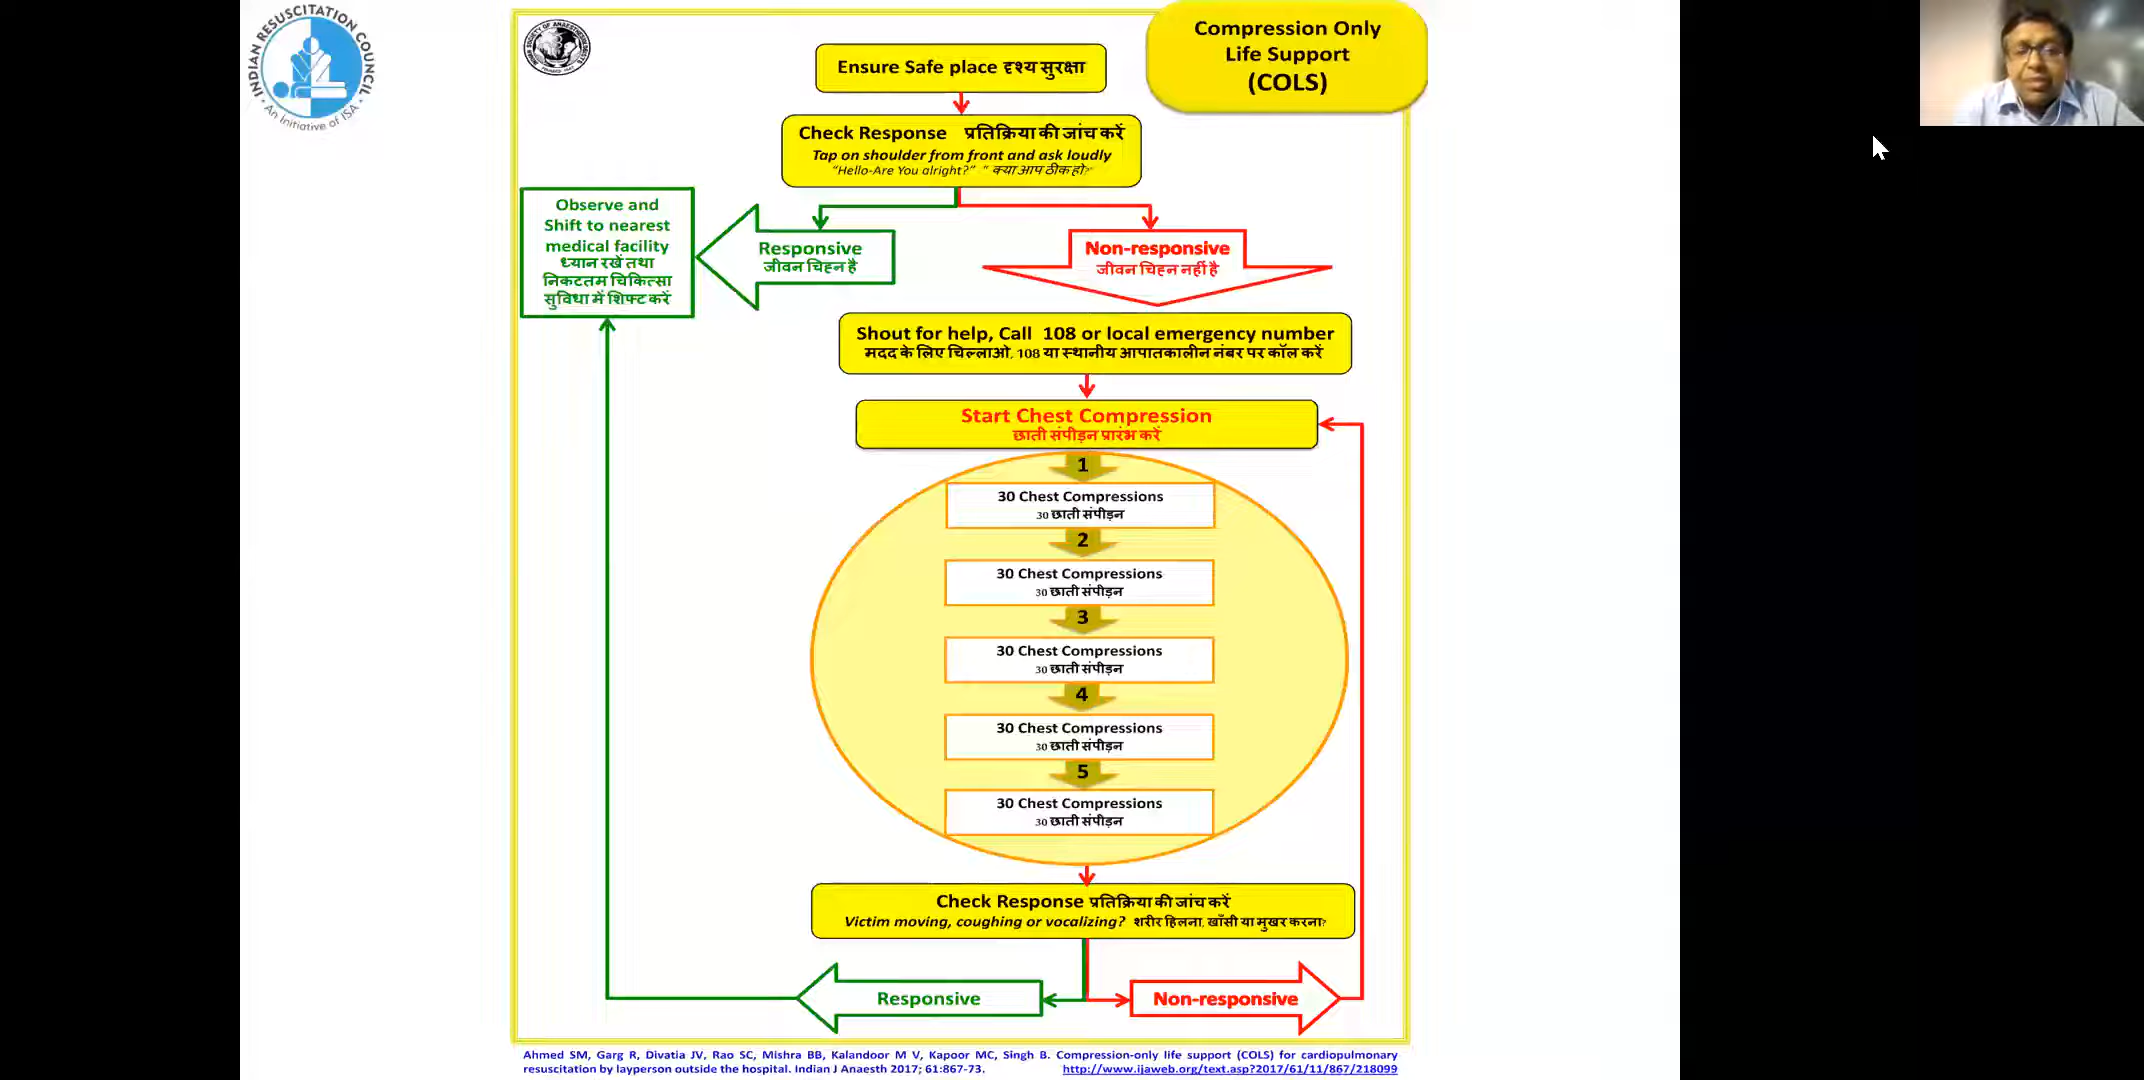 INDIAN RESUSCITATION COUNCIL
An Initiative of ISA
Compression Only
Life Support
(COLS)
Ensure Safe place दृश्य सुरक्षा
Check Response प्रतिक्रिया की जांच करें
Tap on shoulder from front and ask loudly
"Hello-Are You alright?" " क्या आप ठीक हो?"
Observe and
Shift to nearest
medical facility
ध्यान रखें तथा
निकटतम चिकित्सा
सुविधा में शिफ्ट करें
Responsive
जीवन चिह्न है
Non-responsive
जीवन चिह्न नहीं है
Shout for help, Call 108 or local emergency number
मदद के लिए चिल्लाओ, 108 या स्थानीय आपातकालीन नंबर पर कॉल करें
Start Chest Compression
छाती संपीड़न प्रारंभ करें
1
30 Chest Compressions
30 छाती संपीड़न
2
30 Chest Compressions
30 छाती संपीड़न
3
30 Chest Compressions
30 छाती संपीड़न
4
30 Chest Compressions
30 छाती संपीड़न
5
30 Chest Compressions
30 छाती संपीड़न
Check Response प्रतिक्रिया की जांच करें
Victim moving, coughing or vocalizing? शरीर हिलना, खाँसी या मुखर करना?
Responsive
Non-responsive
Ahmed SM, Garg R, Divatia JV, Rao SC, Mishra BB, Kalandoor M V, Kapoor MC, Singh B. Compression-only life support (COLS) for cardiopulmonary
resuscitation by layperson outside the hospital. Indian J Anaesth 2017; 61:867-73. http://www.ijaweb.org/text.asp?2017/61/11/867/218099